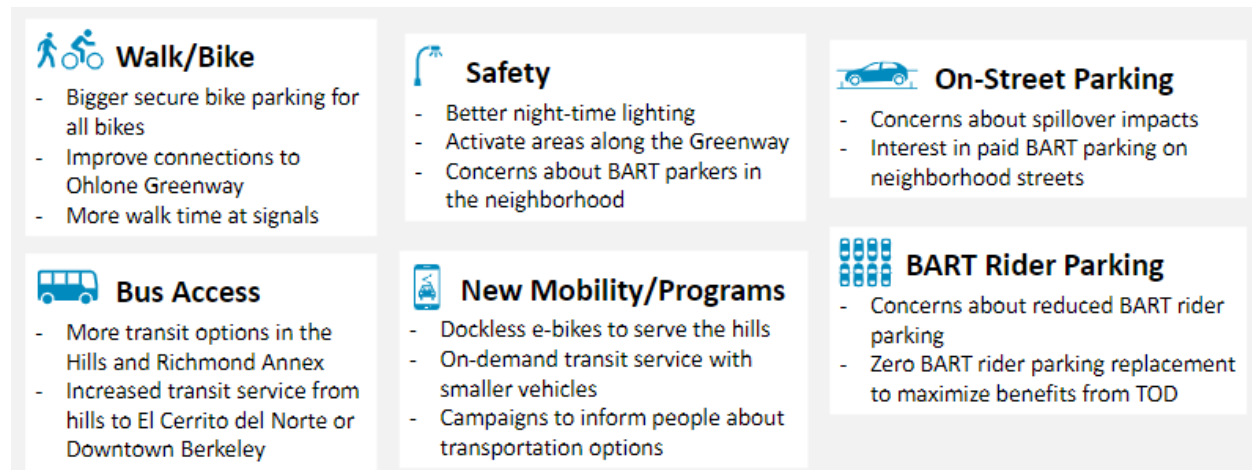 Walk/Bike
- Bigger secure bike parking for
all bikes
- Improve connections to
Ohlone Greenway
- More walk time at signals
Safety
- Better night-time lighting
- Activate areas along the Greenway
- Concerns about BART parkers in
the neighborhood
On-Street Parking
- Concerns about spillover impacts
- Interest in paid BART parking on
neighborhood streets
Bus Access
- More transit options in the
Hills and Richmond Annex
- Increased transit service from
hills to El Cerrito del Norte or
Downtown Berkeley
New Mobility/Programs
- Dockless e-bikes to serve the hills
- On-demand transit service with
smaller vehicles
- Campaigns to inform people about
transportation options
BART Rider Parking
- Concerns about reduced BART rider
parking
- Zero BART rider parking replacement
to maximize benefits from TOD